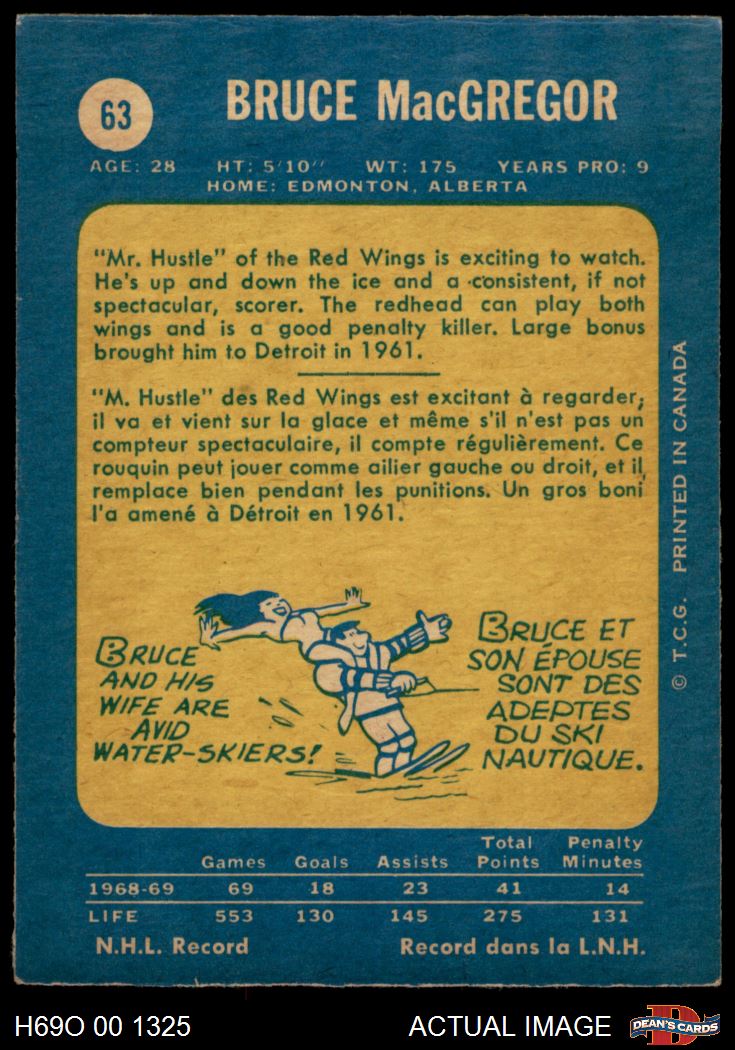 63
BRUCE MacGREGOR
AGE: 28 HT: 5'10" WT: 175 YEARS PRO: 9
HOME: EDMONTON, ALBERTA
"Mr. Hustle" of the Red Wings is exciting to watch.
He's up and down the ice and a consistent, if not
spectacular, scorer. The redhead can play both
wings and is a good penalty killer. Large bonus
brought him to Detroit in 1961.
"M. Hustle" des Red Wings est excitant à regarder;
il va et vient sur la glace et même s'il n'est pas un
compteur spectaculaire, il compte régulièrement. Ce
rouquin peut jouer comme ailier gauche ou droit, et il
remplace bien pendant les punitions. Un gros boni
l'a amené à Détroit en 1961.
BRUCE
AND HIS
WIFE ARE
AVID
WATER-SKIERS!
BRUCE ET
SON ÉPOUSE
SONT DES
ADEPTES
DU SKI
NAUTIQUE.
© T.C.G. PRINTED IN CANADA
Games Goals Assists Total Points Penalty Minutes
1968-69 69 18 23 41 14
LIFE 553 130 145 275 131
N.H.L. Record Record dans la L.N.H.
H69O 00 1325 ACTUAL IMAGE
D
DEAN'S CARDS